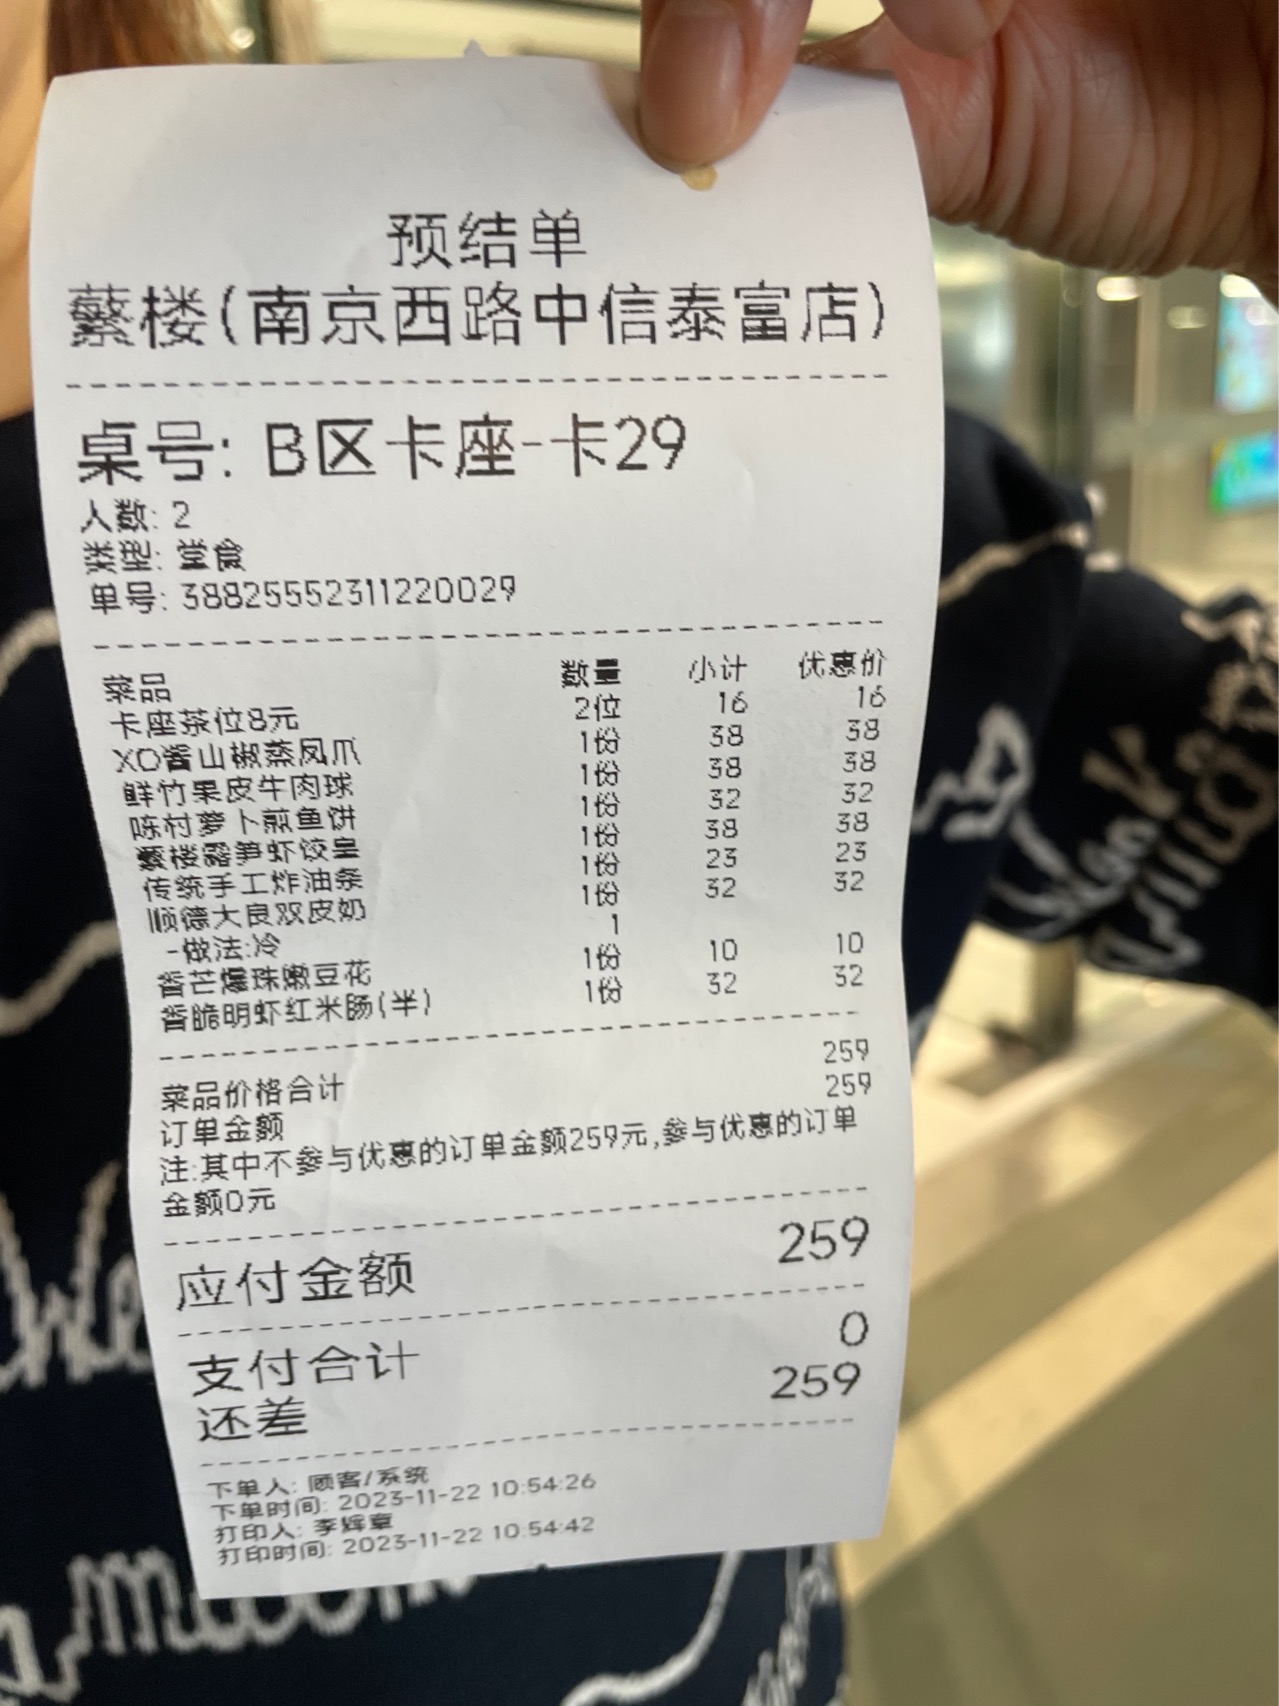 预结单
蘩楼(南京西路中信泰富店)
桌号: B区卡座-卡29
人数: 2
类型: 堂食
单号: 38825552311220029
菜品 数量 小计 优惠价
卡座茶位8元 2位 16 16
XO酱山椒蒸凤爪 1份 38 38
鲜竹果皮牛肉球 1份 38 38
陈村萝卜煎鱼饼 1份 32 32
蘩楼露笋虾饺皇 1份 38 38
传统手工炸油条 1份 23 23
顺德大良双皮奶 1份 32 32
-做法:冷 1
香芒爆珠嫩豆花 1份 10 10
香脆明虾红米肠(半) 1份 32 32
菜品价格合计 259
订单金额 259
注:其中不参与优惠的订单金额259元,参与优惠的订单
金额0元
应付金额 259
支付合计 0
还差 259
下单人: 顾客/系统
下单时间: 2023-11-22 10:54:26
打印人: 李辉章
打印时间: 2023-11-22 10:54:42